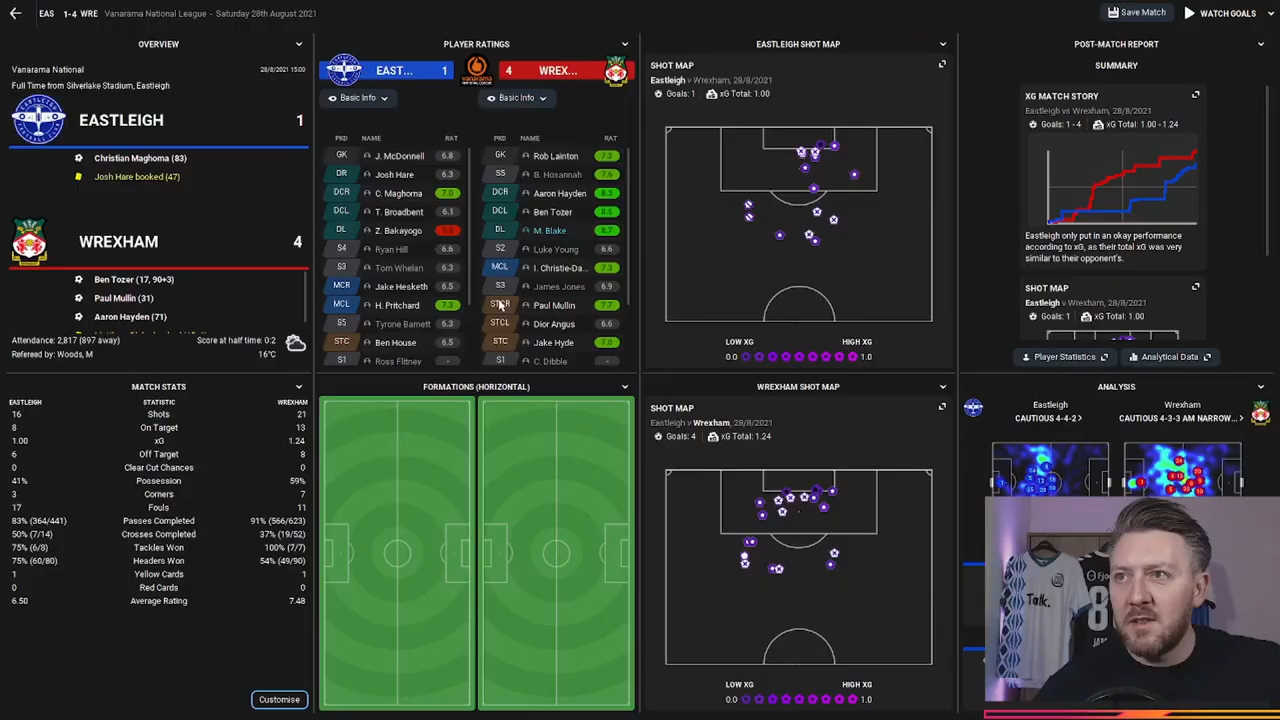 EAS 1-4 WRE Vanarama National League - Saturday 28th August 2021
Save Match
WATCH GOALS
OVERVIEW
Vanarama National 28/8/2021 15:00
Full Time from Silverlake Stadium, Eastleigh
EASTLEIGH 1
Christian Maghoma (83)
Josh Hare booked (47)
WREXHAM 4
Ben Tozer (17, 90+3)
Paul Mullin (31)
Aaron Hayden (71)
Attendance: 2,817 (897 away) Score at half time: 0:2
Refereed by: Woods, M 16°C
MATCH STATS
EASTLEIGH STATISTIC WREXHAM
16 Shots 21
8 On Target 13
1.00 xG 1.24
6 Off Target 8
0 Clear Cut Chances 0
41% Possession 59%
3 Corners 7
17 Fouls 11
83% (364/441) Passes Completed 91% (566/623)
50% (7/14) Crosses Completed 37% (19/52)
75% (6/8) Tackles Won 100% (7/7)
75% (60/80) Headers Won 54% (49/90)
1 Yellow Cards 1
0 Red Cards 0
6.50 Average Rating 7.48
Customise
PLAYER RATINGS
EAST... 1 4 WREX...
Basic Info Basic Info
PKD NAME RAT PKD NAME RAT
GK J. McDonnell 6.8 GK Rob Lainton 7.2
DR Josh Hare 6.3 S5 B. Hosannah 7.6
DCR C. Maghoma 7.0 DCR Aaron Hayden 8.3
DCL T. Broadbent 6.1 DCL Ben Tozer 8.5
DL Z. Bakayogo DL M. Blake 8.7
S4 Ryan Hill 6.6 S2 Luke Young 6.6
S3 Tom Whelan 6.3 MCL I. Christie-Da... 7.3
MCR Jake Hesketh 6.5 S3 James Jones 6.9
MCL H. Pritchard 7.3 STCR Paul Mullin 7.7
S5 Tyrone Barnett 6.3 STCL Dior Angus 6.6
STC Ben House 6.5 STC Jake Hyde 7.0
S1 Ross Flitney - S1 C. Dibble -
FORMATIONS (HORIZONTAL)
EASTLEIGH SHOT MAP
SHOT MAP
Eastleigh v Wrexham, 28/8/2021
Goals: 1 xG Total: 1.00
LOW XG HIGH XG
0.0 1.0
WREXHAM SHOT MAP
SHOT MAP
Eastleigh v Wrexham, 28/8/2021
Goals: 4 xG Total: 1.24
LOW XG HIGH XG
0.0 1.0
POST-MATCH REPORT
SUMMARY
XG MATCH STORY
Eastleigh vs Wrexham, 28/8/2021
Goals: 1 - 4 xG Total: 1.00 - 1.24
Eastleigh only put in an okay performance
according to xG, as their total xG was very
similar to their opponent's.
SHOT MAP
Eastleigh v Wrexham, 28/8/2021
Goals: 1 xG Total: 1.00
Player Statistics Analytical Data
ANALYSIS
Eastleigh Wrexham
CAUTIOUS 4-4-2 CAUTIOUS 4-3-3 AM NARROW...
Talk.